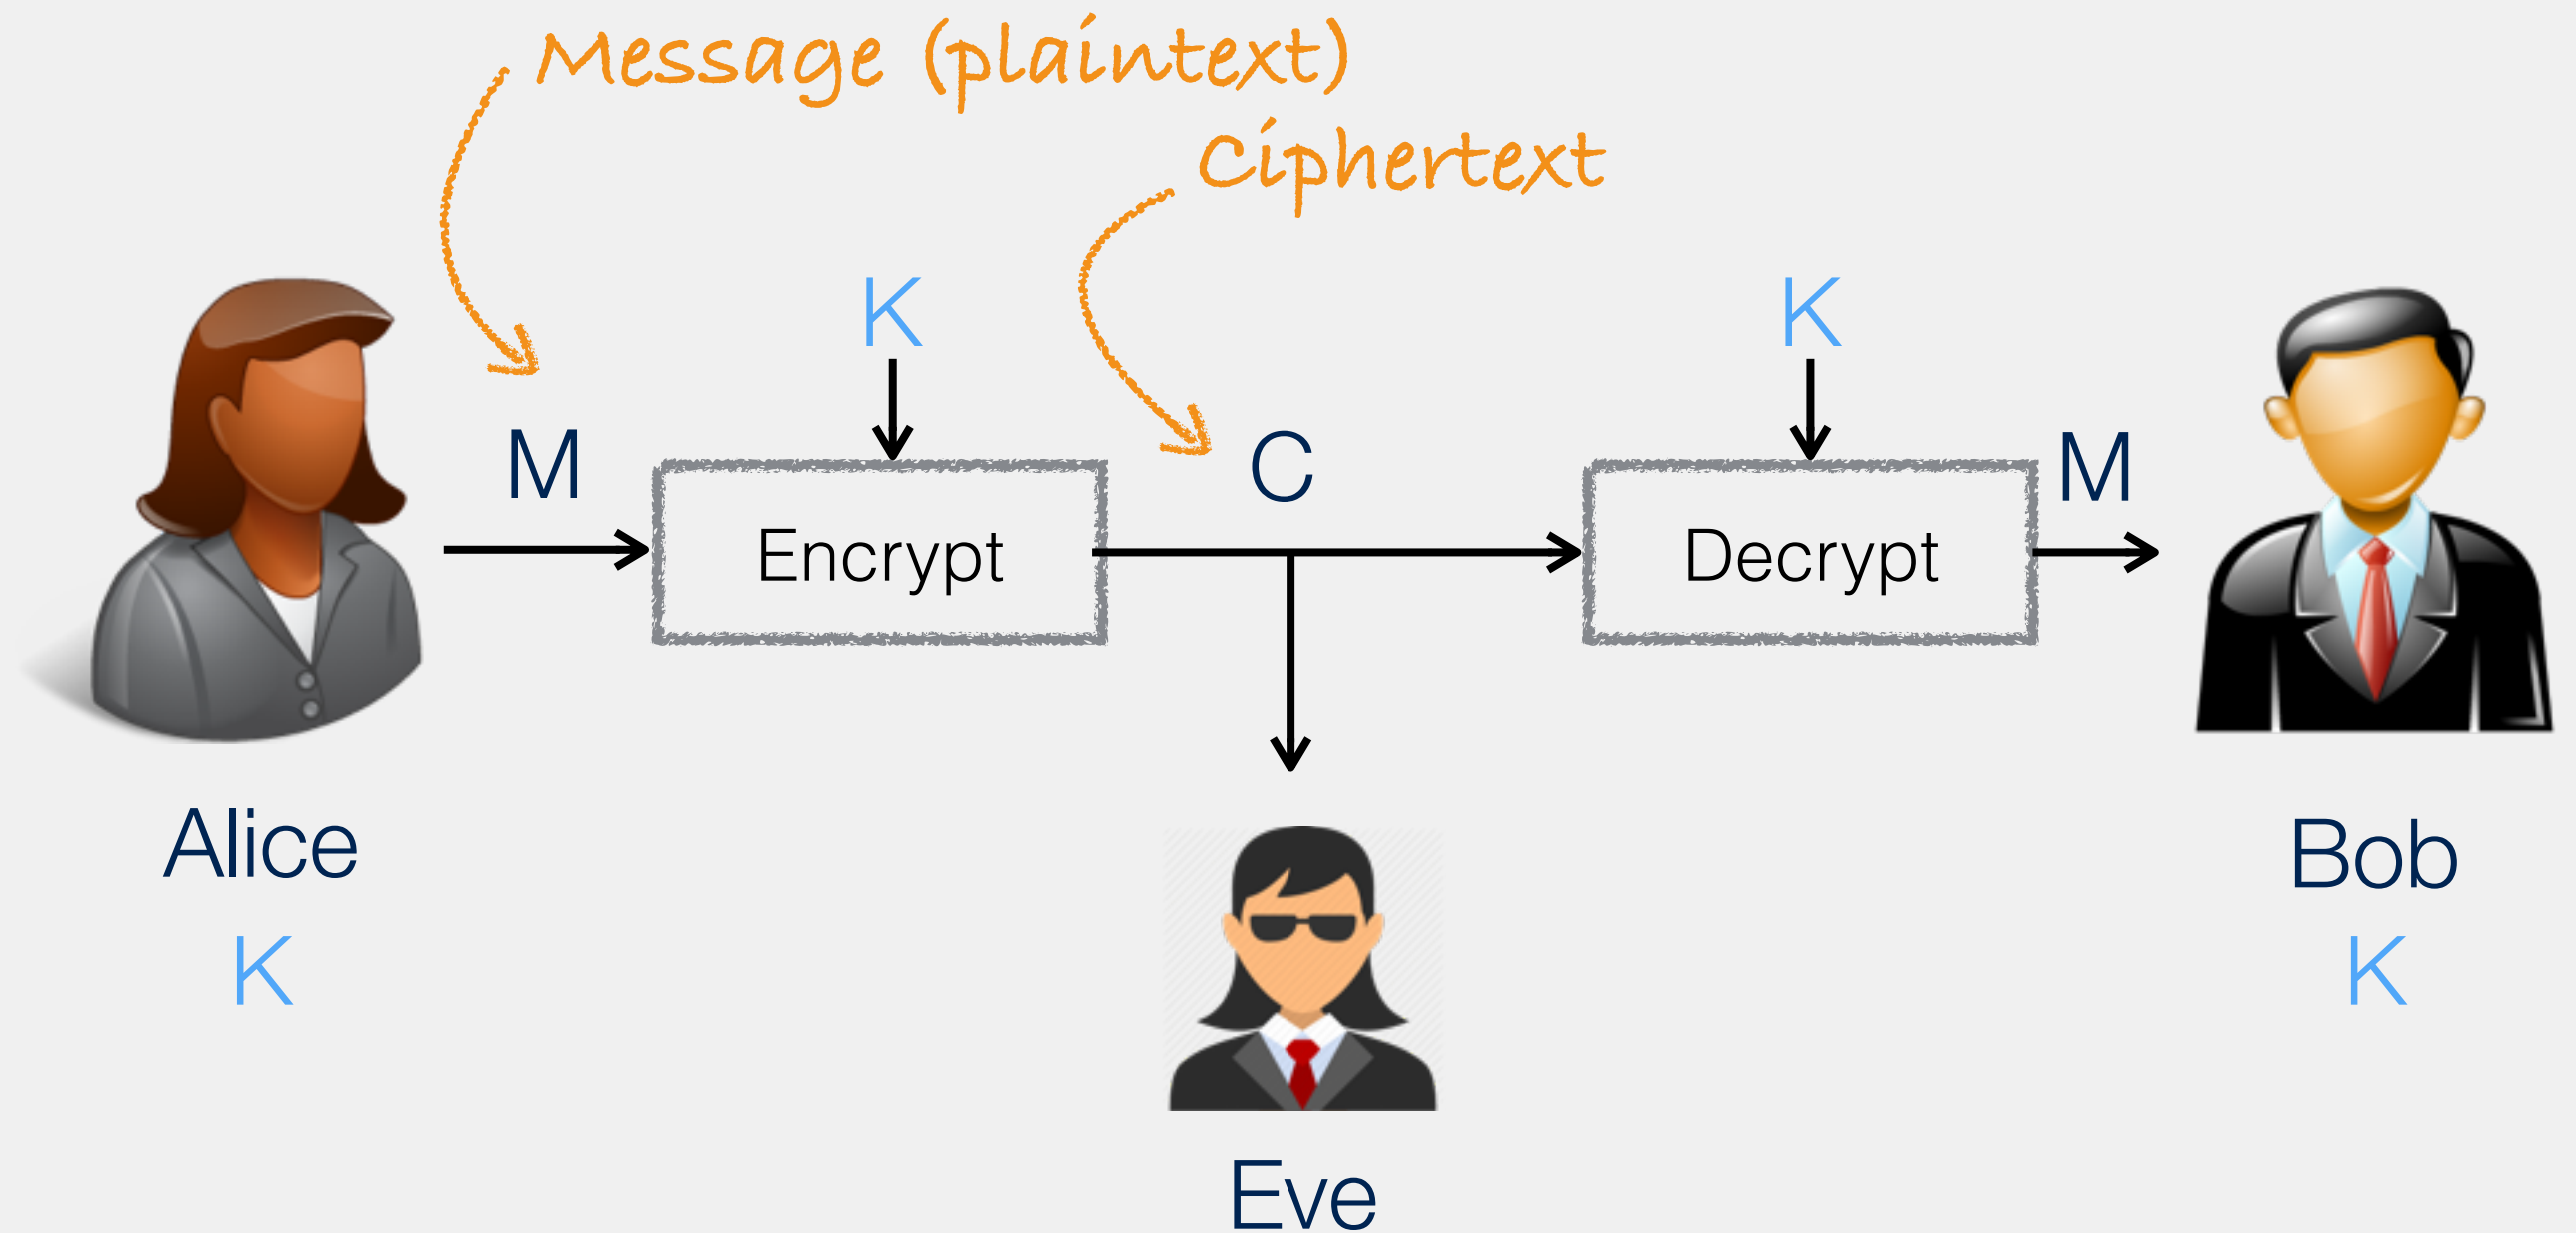 Message (plaintext)
Ciphertext
K
K
M
C
M
Encrypt
Decrypt
Alice
Bob
K
K
Eve